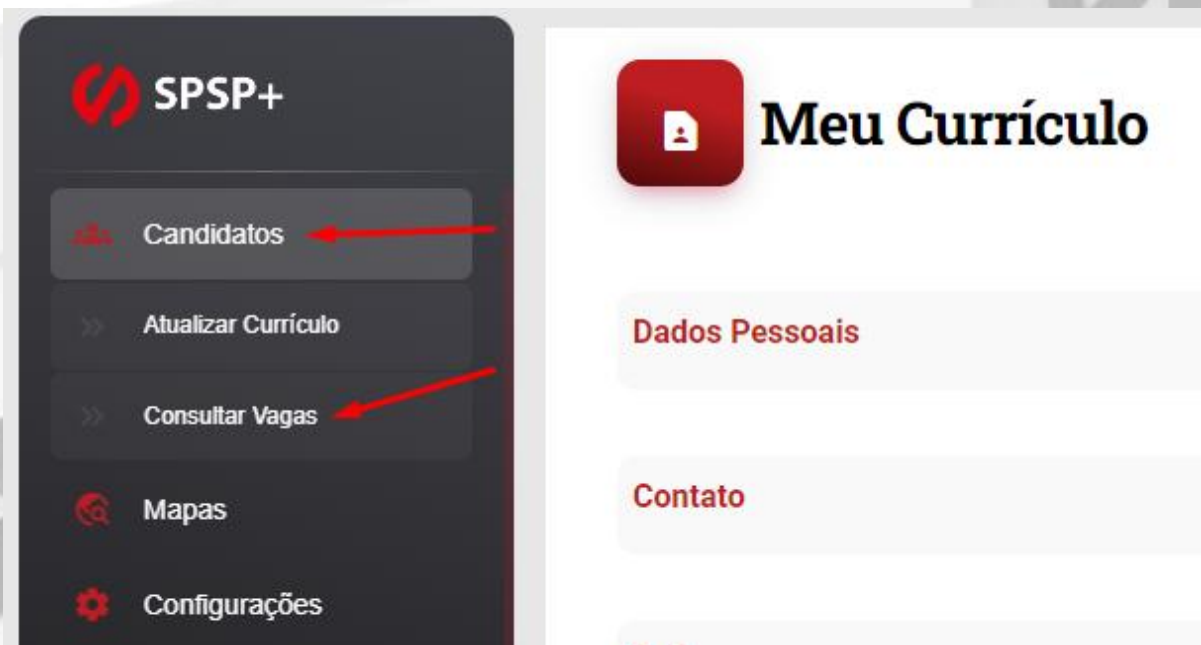 SPSP+
Candidatos
Atualizar Currículo
Consultar Vagas
Mapas
Configurações
Meu Currículo
Dados Pessoais
Contato